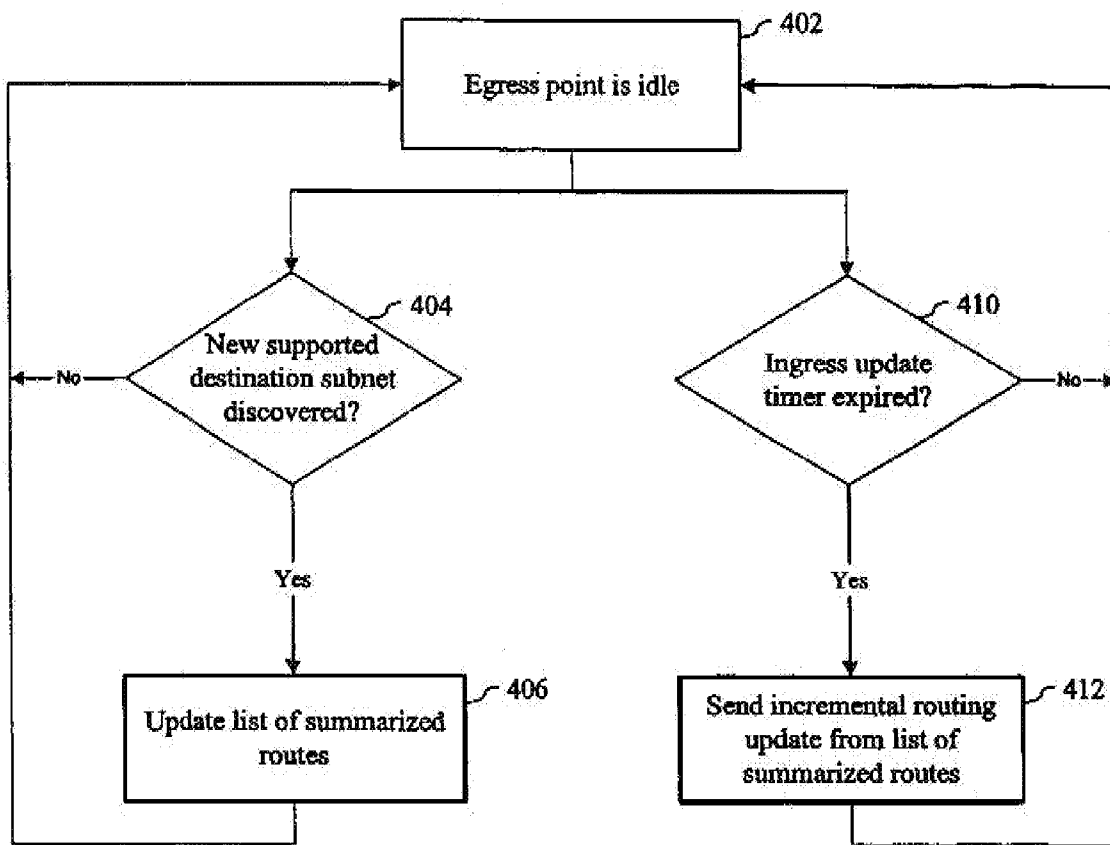 402
Egress point is idle
404
New supported
destination subnet
discovered?
No
410
Ingress update
timer expired?
No
Yes
Yes
406
Update list of summarized
routes
412
Send incremental routing
update from list of
summarized routes